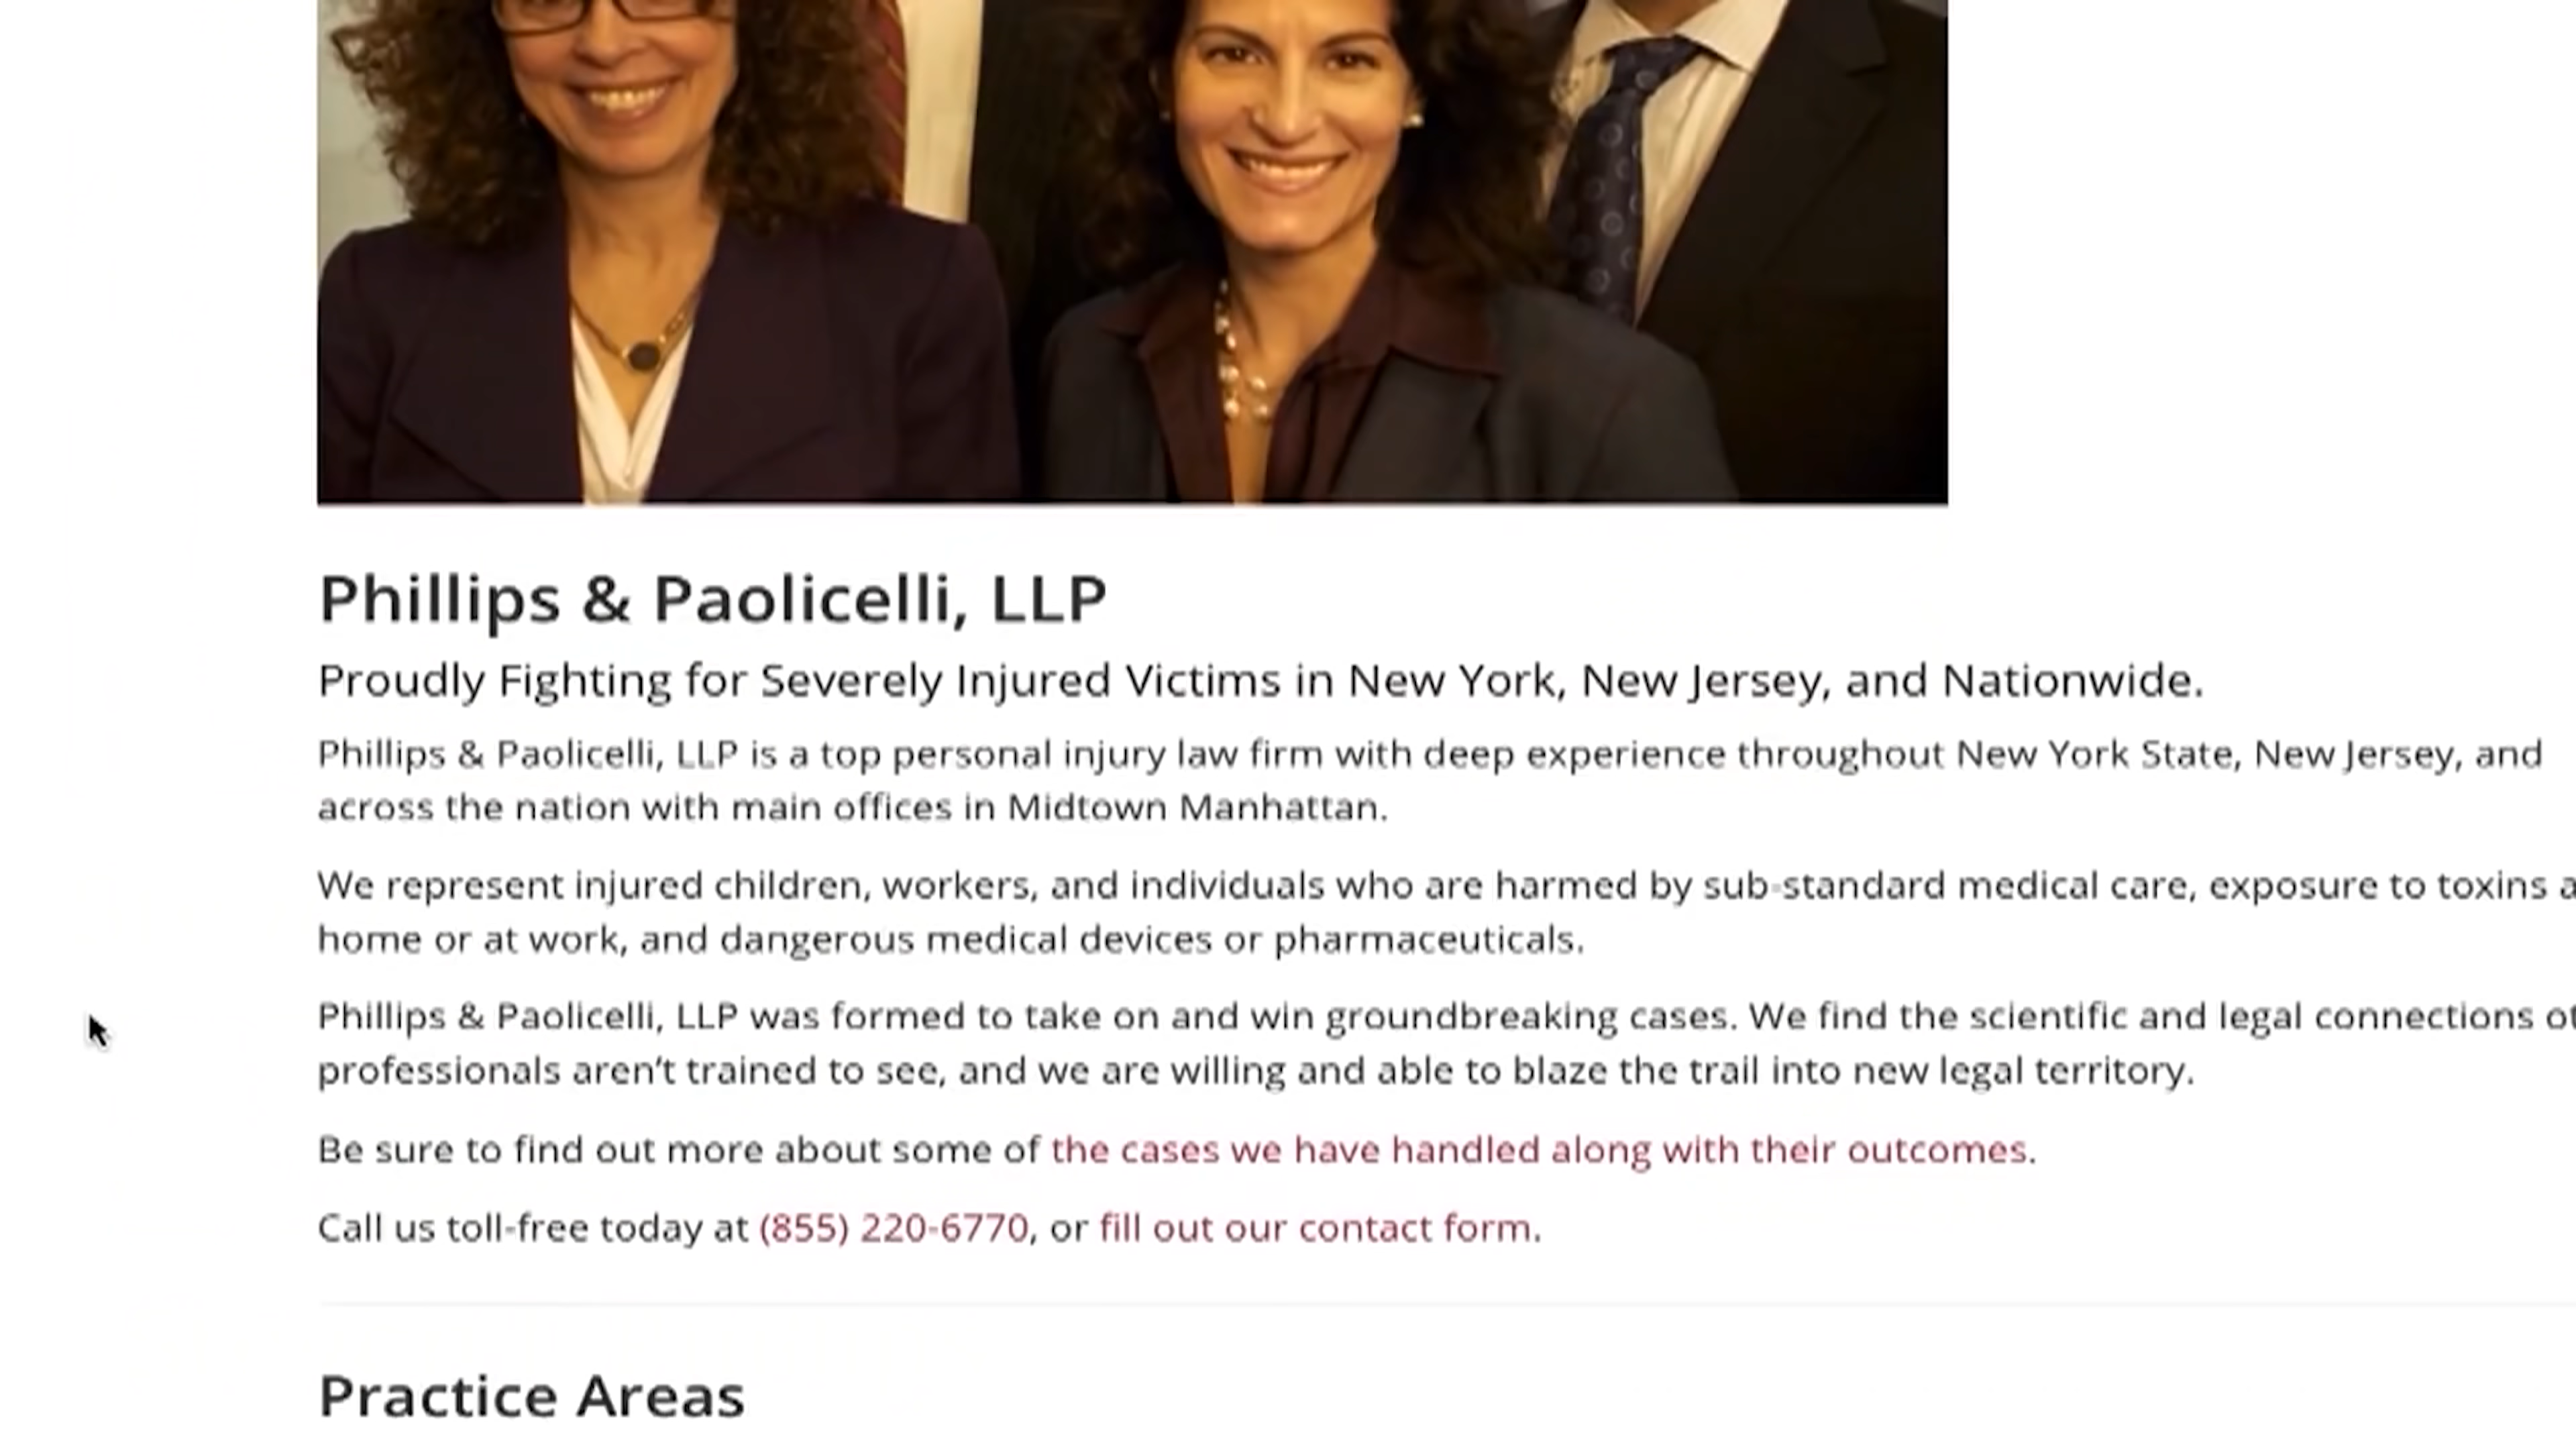 Phillips & Paolicelli, LLP
Proudly Fighting for Severely Injured Victims in New York, New Jersey, and Nationwide.
Phillips & Paolicelli, LLP is a top personal injury law firm with deep experience throughout New York State, New Jersey, and
across the nation with main offices in Midtown Manhattan.
We represent injured children, workers, and individuals who are harmed by sub-standard medical care, exposure to toxins
home or at work, and dangerous medical devices or pharmaceuticals.
Phillips & Paolicelli, LLP was formed to take on and win groundbreaking cases. We find the scientific and legal connections
professionals aren’t trained to see, and we are willing and able to blaze the trail into new legal territory.
Be sure to find out more about some of the cases we have handled along with their outcomes.
Call us toll-free today at (855) 220-6770, or fill out our contact form.
Practice Areas